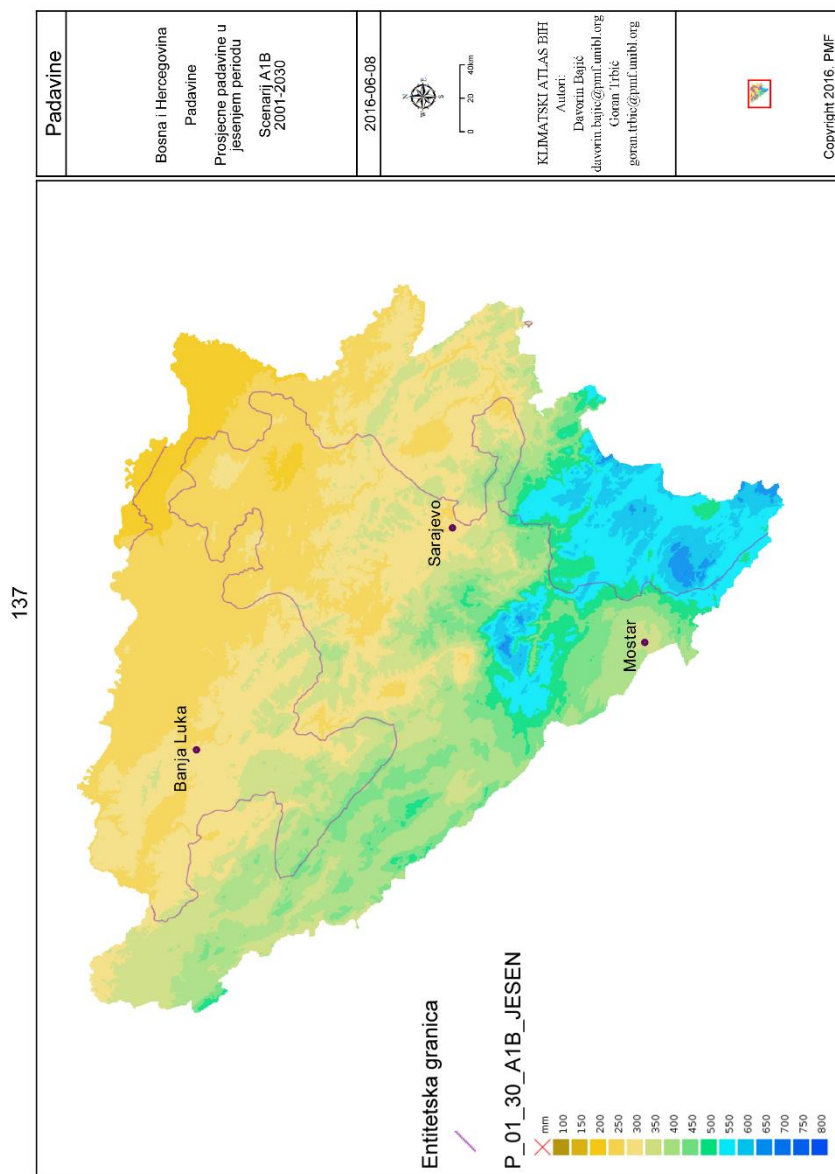 137
Banja Luka
Sarajevo
Mostar
Entitetska granica
P_01_30_A1B_JESEN
mm
100
150
200
250
300
350
400
450
500
550
600
650
700
750
800
Padavine
Bosna i Hercegovina
Padavine
Prosjecne padavine u
jesenjem periodu
Scenarij A1B
2001-2030
2016-06-08
N
E
S
W
0 20 40km
KLIMATSKI ATLAS BIH
Autori:
Davorin Bajić
davorin.bajic@pmf.unibl.org
Goran Trbić
goran.trbic@pmf.unibl.org
Copyright 2016. PMF